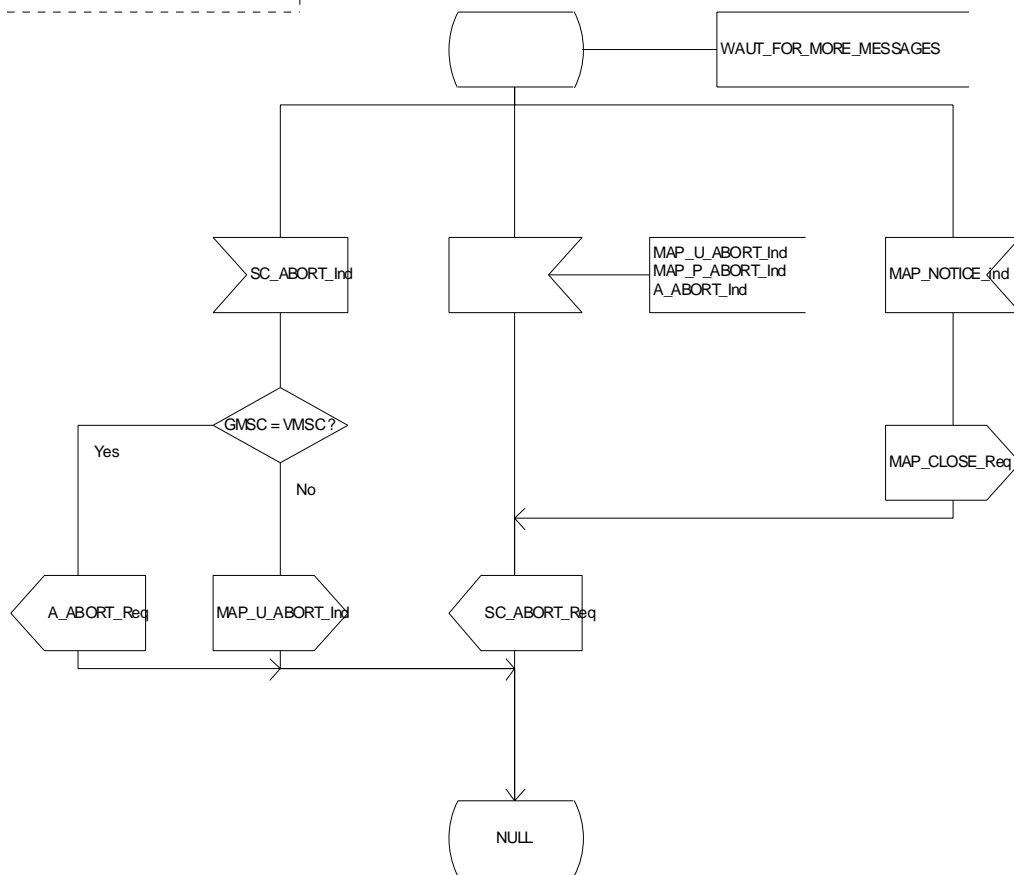 WAUT_FOR_MORE_MESSAGES
SC_ABORT_Ind
MAP_U_ABORT_Ind
MAP_P_ABORT_Ind
A_ABORT_Ind
MAP_NOTICE_Ind
GMSC = VMSC?
Yes
No
MAP_CLOSE_Req
A_ABORT_Req
MAP_U_ABORT_Ind
SC_ABORT_Req
NULL